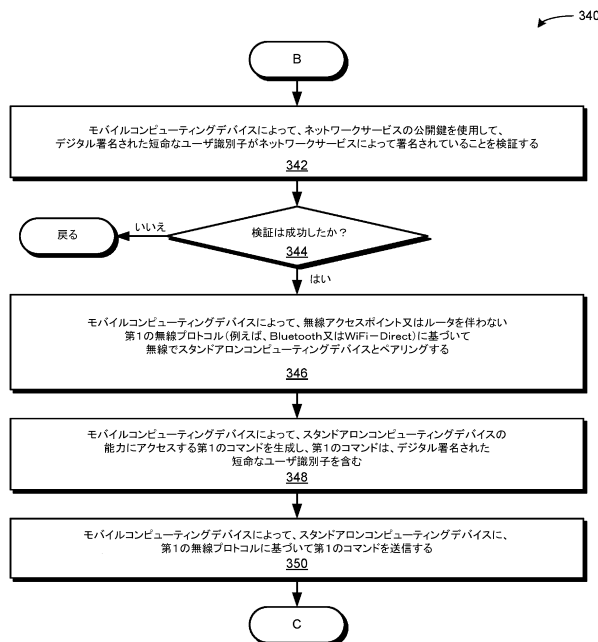 340
B
モバイルコンピューティングデバイスによって、ネットワークサービスの公開鍵を使用して、
デジタル署名された短命なユーザ識別子がネットワークサービスによって署名されていることを検証する
342
検証は成功したか？
344
いいえ
戻る
はい
モバイルコンピューティングデバイスによって、無線アクセスポイント又はルータを伴わない
第1の無線プロトコル（例えば、Bluetooth又はWiFi－Direct）に基づいて
無線でスタンドアロンコンピューティングデバイスとペアリングする
346
モバイルコンピューティングデバイスによって、スタンドアロンコンピューティングデバイスの
能力にアクセスする第1のコマンドを生成し、第1のコマンドは、デジタル署名された
短命なユーザ識別子を含む
348
モバイルコンピューティングデバイスによって、スタンドアロンコンピューティングデバイスに、
第1の無線プロトコルに基づいて第1のコマンドを送信する
350
C